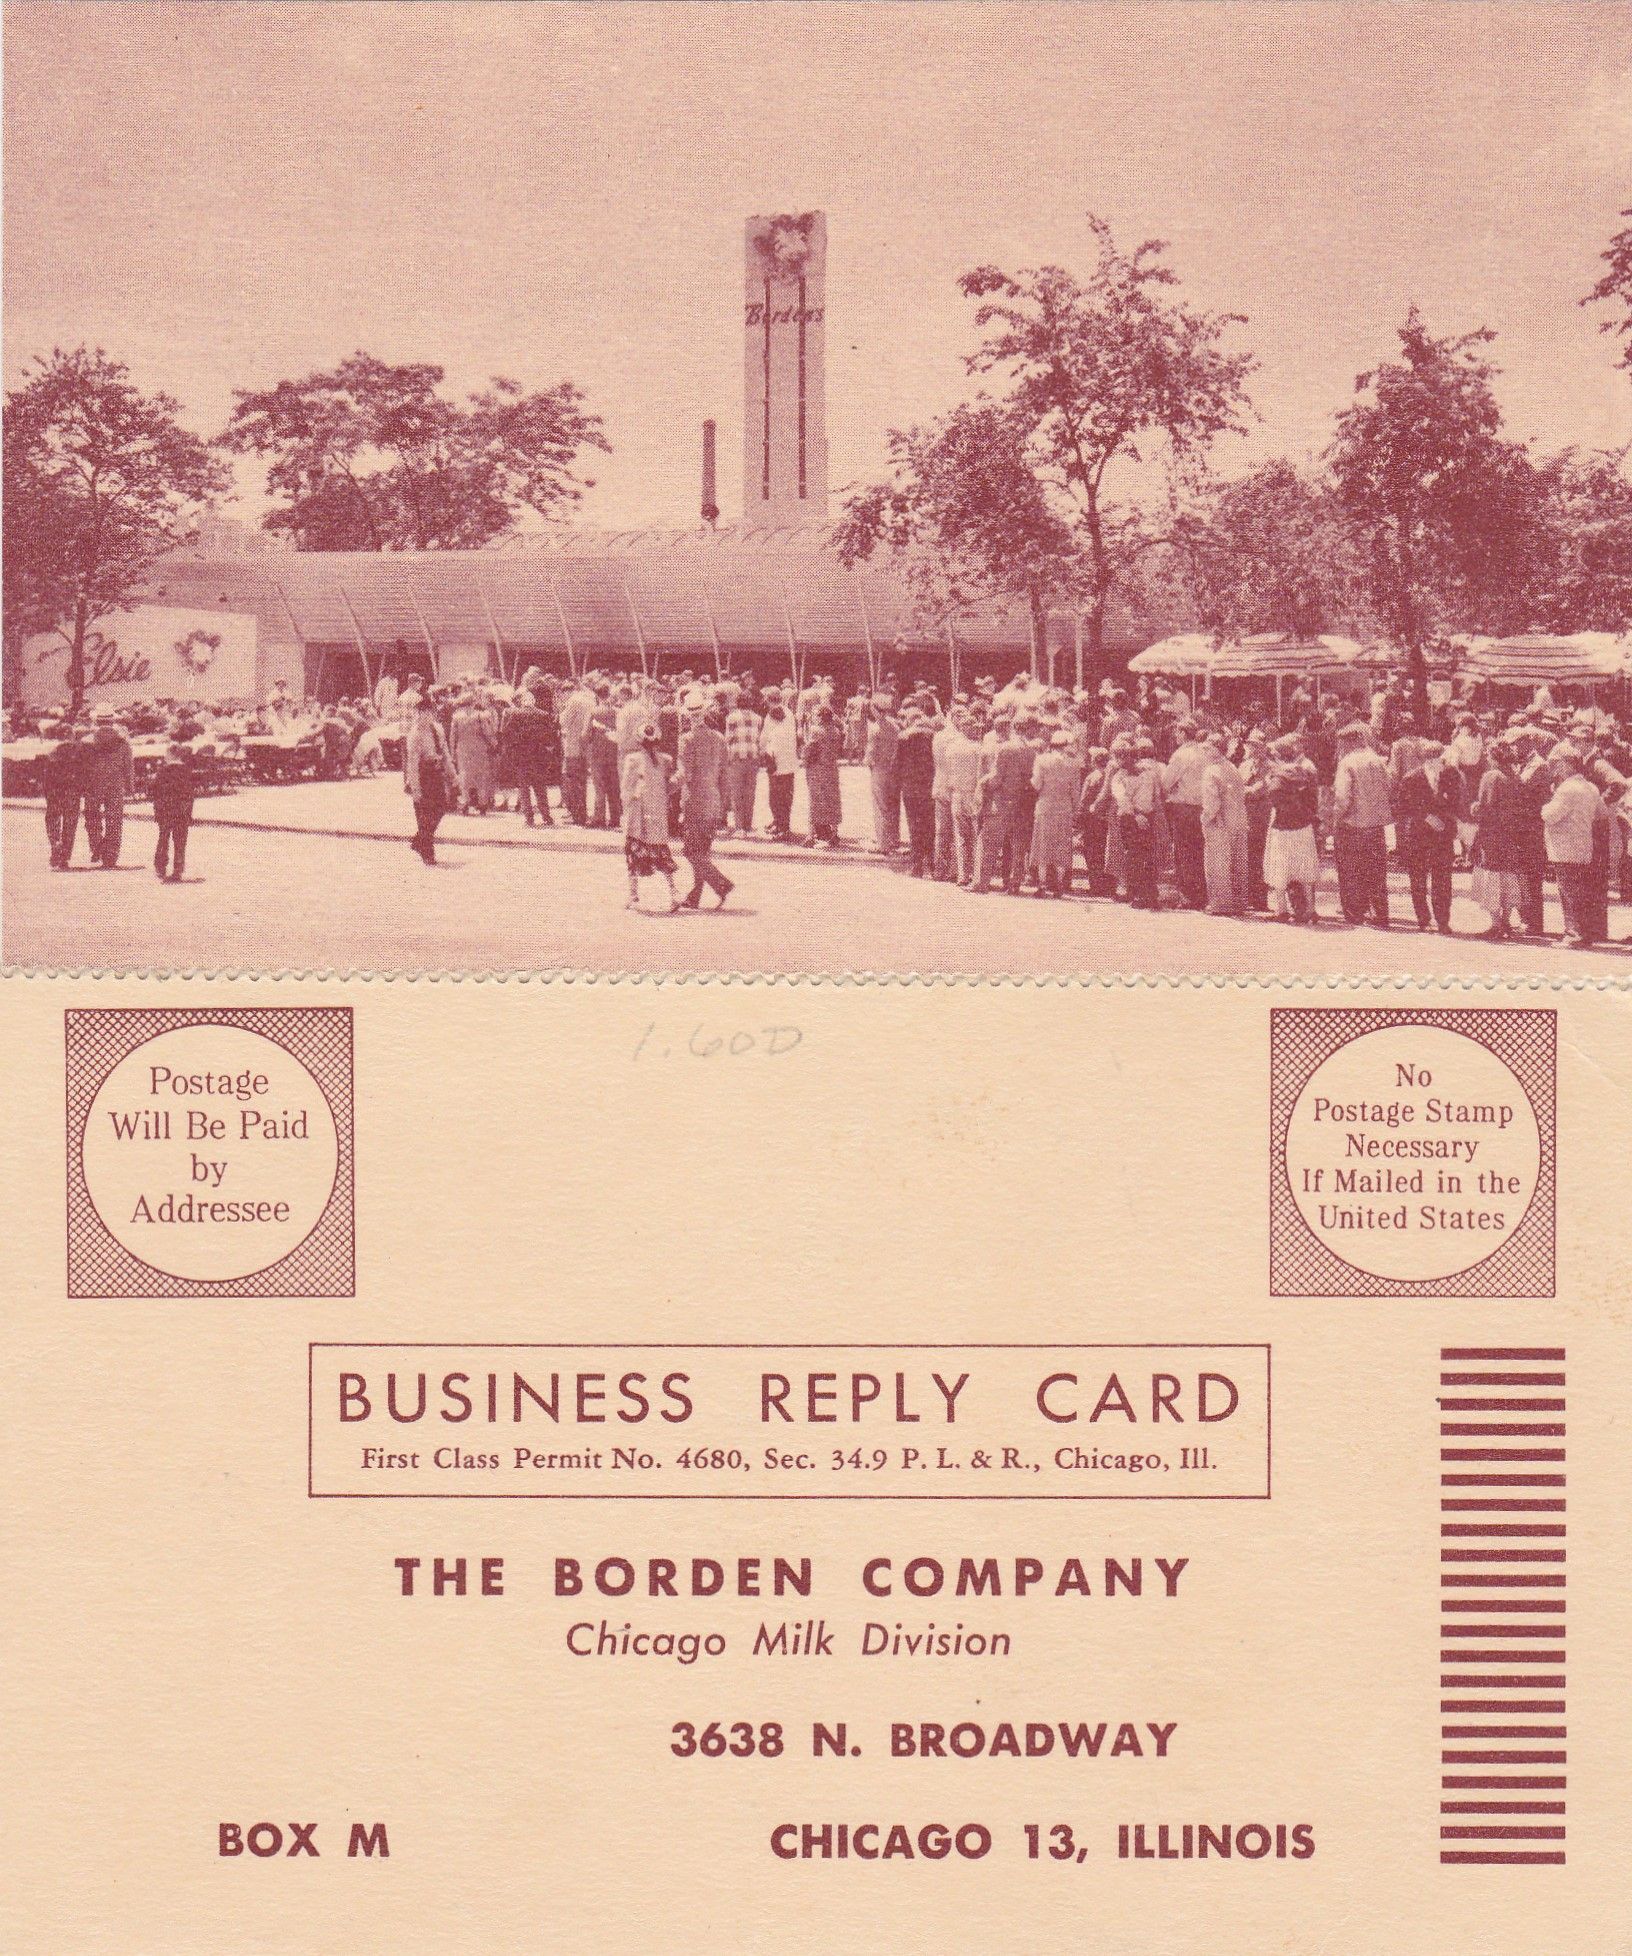 Borden's
Elsie
1.60D
Postage
Will Be Paid
by
Addressee
No
Postage Stamp
Necessary
If Mailed in the
United States
BUSINESS REPLY CARD
First Class Permit No. 4680, Sec. 34.9 P. L. & R., Chicago, Ill.
THE BORDEN COMPANY
Chicago Milk Division
3638 N. BROADWAY
BOX M
CHICAGO 13, ILLINOIS